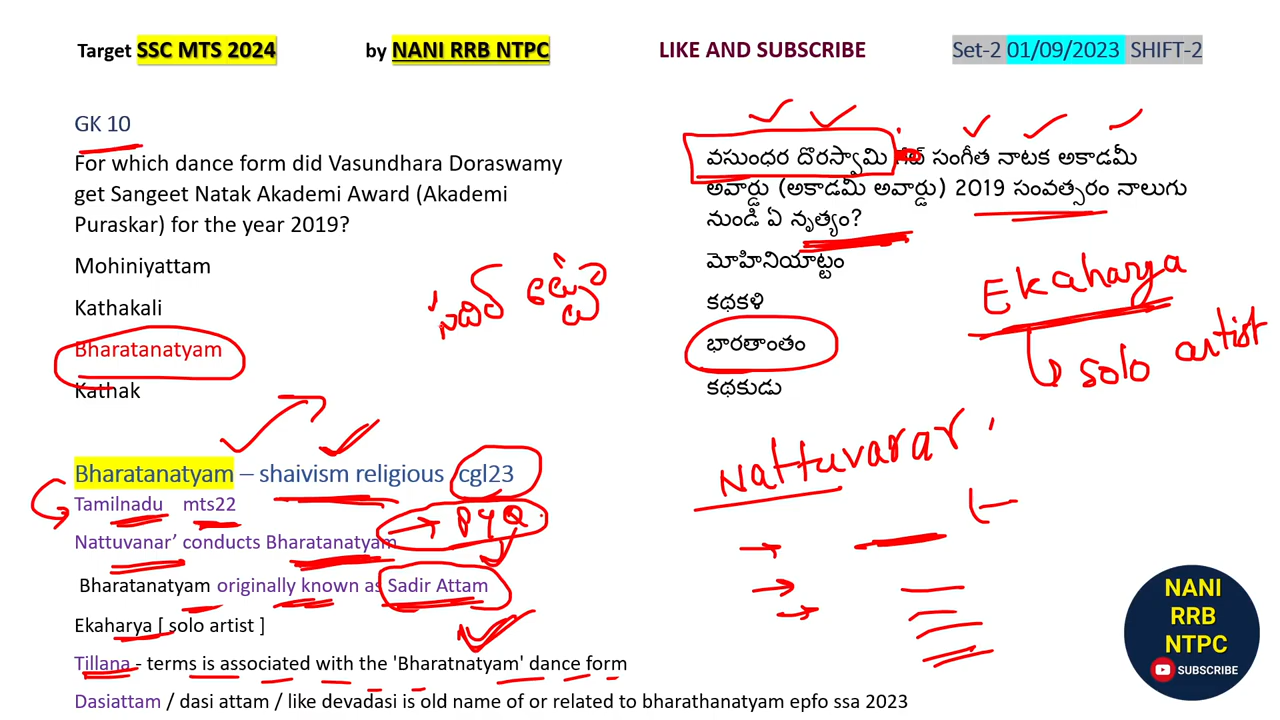 Target SSC MTS 2024 by NANI RRB NTPC LIKE AND SUBSCRIBE Set-2 01/09/2023 SHIFT-2
GK 10
For which dance form did Vasundhara Doraswamy
get Sangeet Natak Akademi Award (Akademi
Puraskar) for the year 2019?
Mohiniyattam
Kathakali
Bharatanatyam
Kathak
వసుంధర దొరస్వామి సంగీత నాటక అకాడమీ
అవార్డు (అకాడమీ అవార్డు) 2019 సంవత్సరం నాలుగు
నుండి ఏ నృత్యం?
మోహినియాట్టం
కథకళి
భారతాంతం
కథకుడు
Ekaharya
solo artist
Nattuvarar
Bharatanatyam – shaivism religious cgl23
Tamilnadu mts22
PYQ
Nattuvanar’ conducts Bharatanatyam
Bharatanatyam originally known as Sadir Attam
Ekaharya [ solo artist ]
Tillana - terms is associated with the 'Bharatnatyam' dance form
Dasiattam / dasi attam / like devadasi is old name of or related to bharathanatyam epfo ssa 2023
NANI
RRB
NTPC
SUBSCRIBE